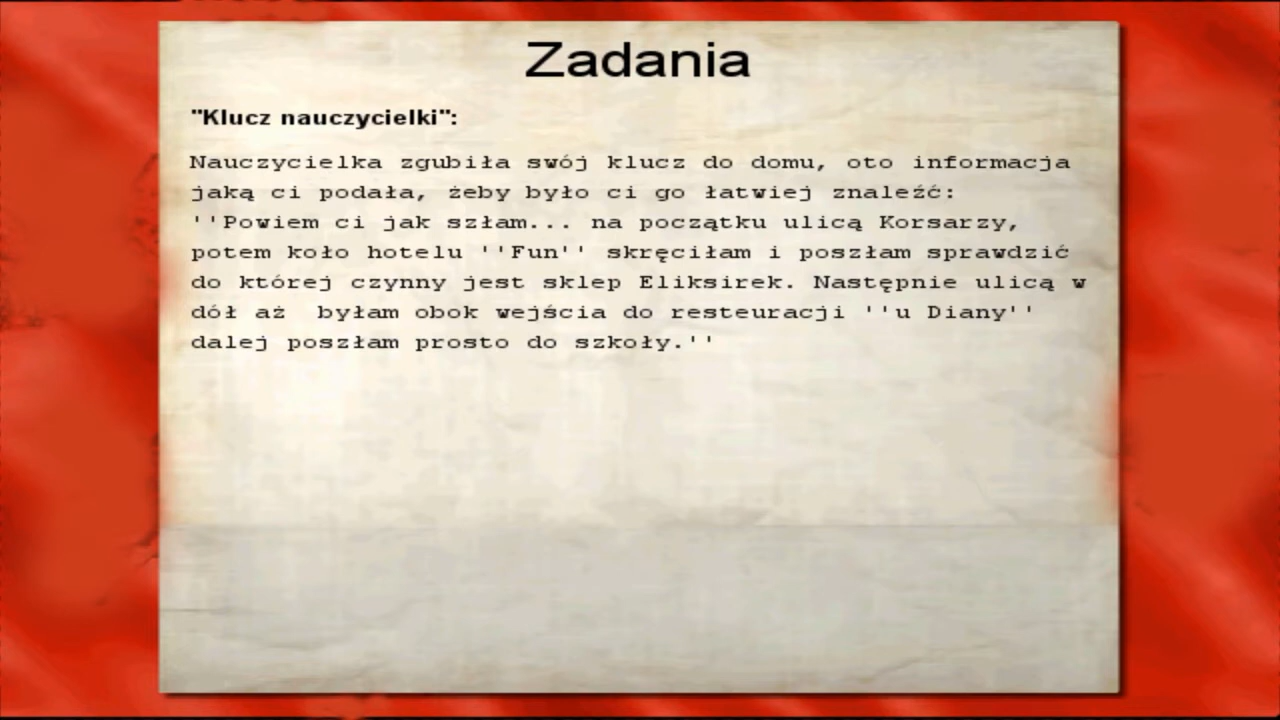 Zadania
"Klucz nauczycielki":
Nauczycielka zgubiła swój klucz do domu, oto informacja
jaką ci podała, żeby było ci go łatwiej znaleźć:
''Powiem ci jak szłam... na początku ulicą Korsarzy,
potem koło hotelu ''Fun'' skręciłam i poszłam sprawdzić
do której czynny jest sklep Eliksirek. Następnie ulicą w
dół aż  byłam obok wejścia do resteuracji ''u Diany''
dalej poszłam prosto do szkoły.''